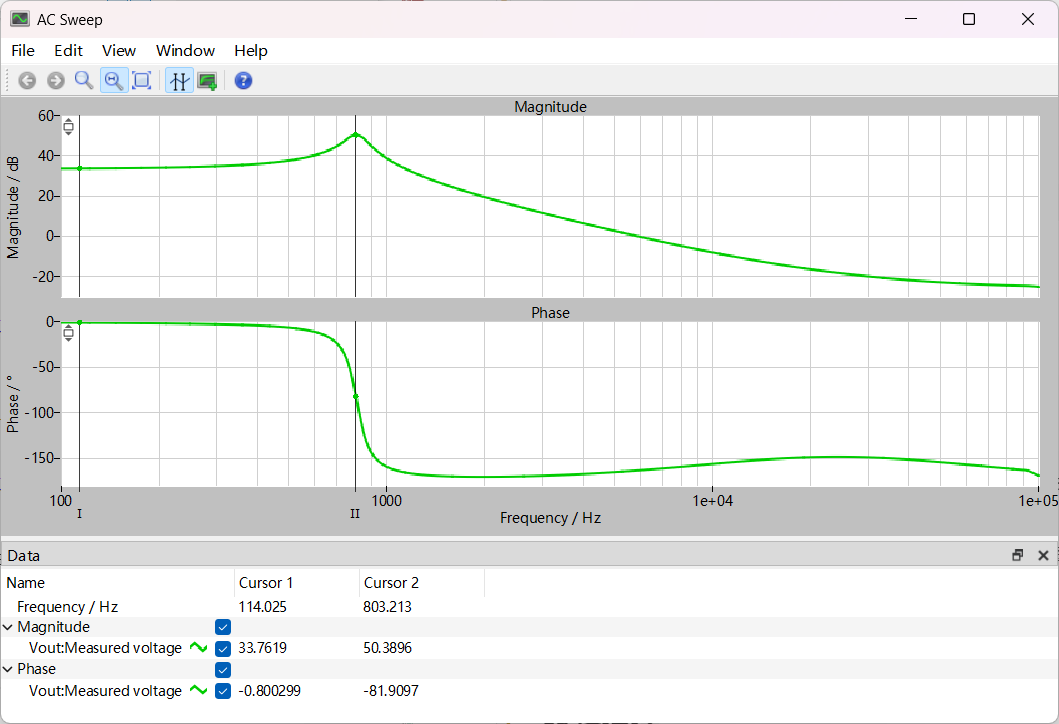 AC Sweep
File Edit View Window Help
Magnitude
Magnitude / dB
60
40
20
0
-20
Phase
Phase / °
0
-50
-100
-150
100 1000 1e+04 1e+05
I II
Frequency / Hz
Data
Name Cursor 1 Cursor 2
Frequency / Hz 114.025 803.213
Magnitude
Vout:Measured voltage 33.7619 50.3896
Phase
Vout:Measured voltage -0.800299 -81.9097